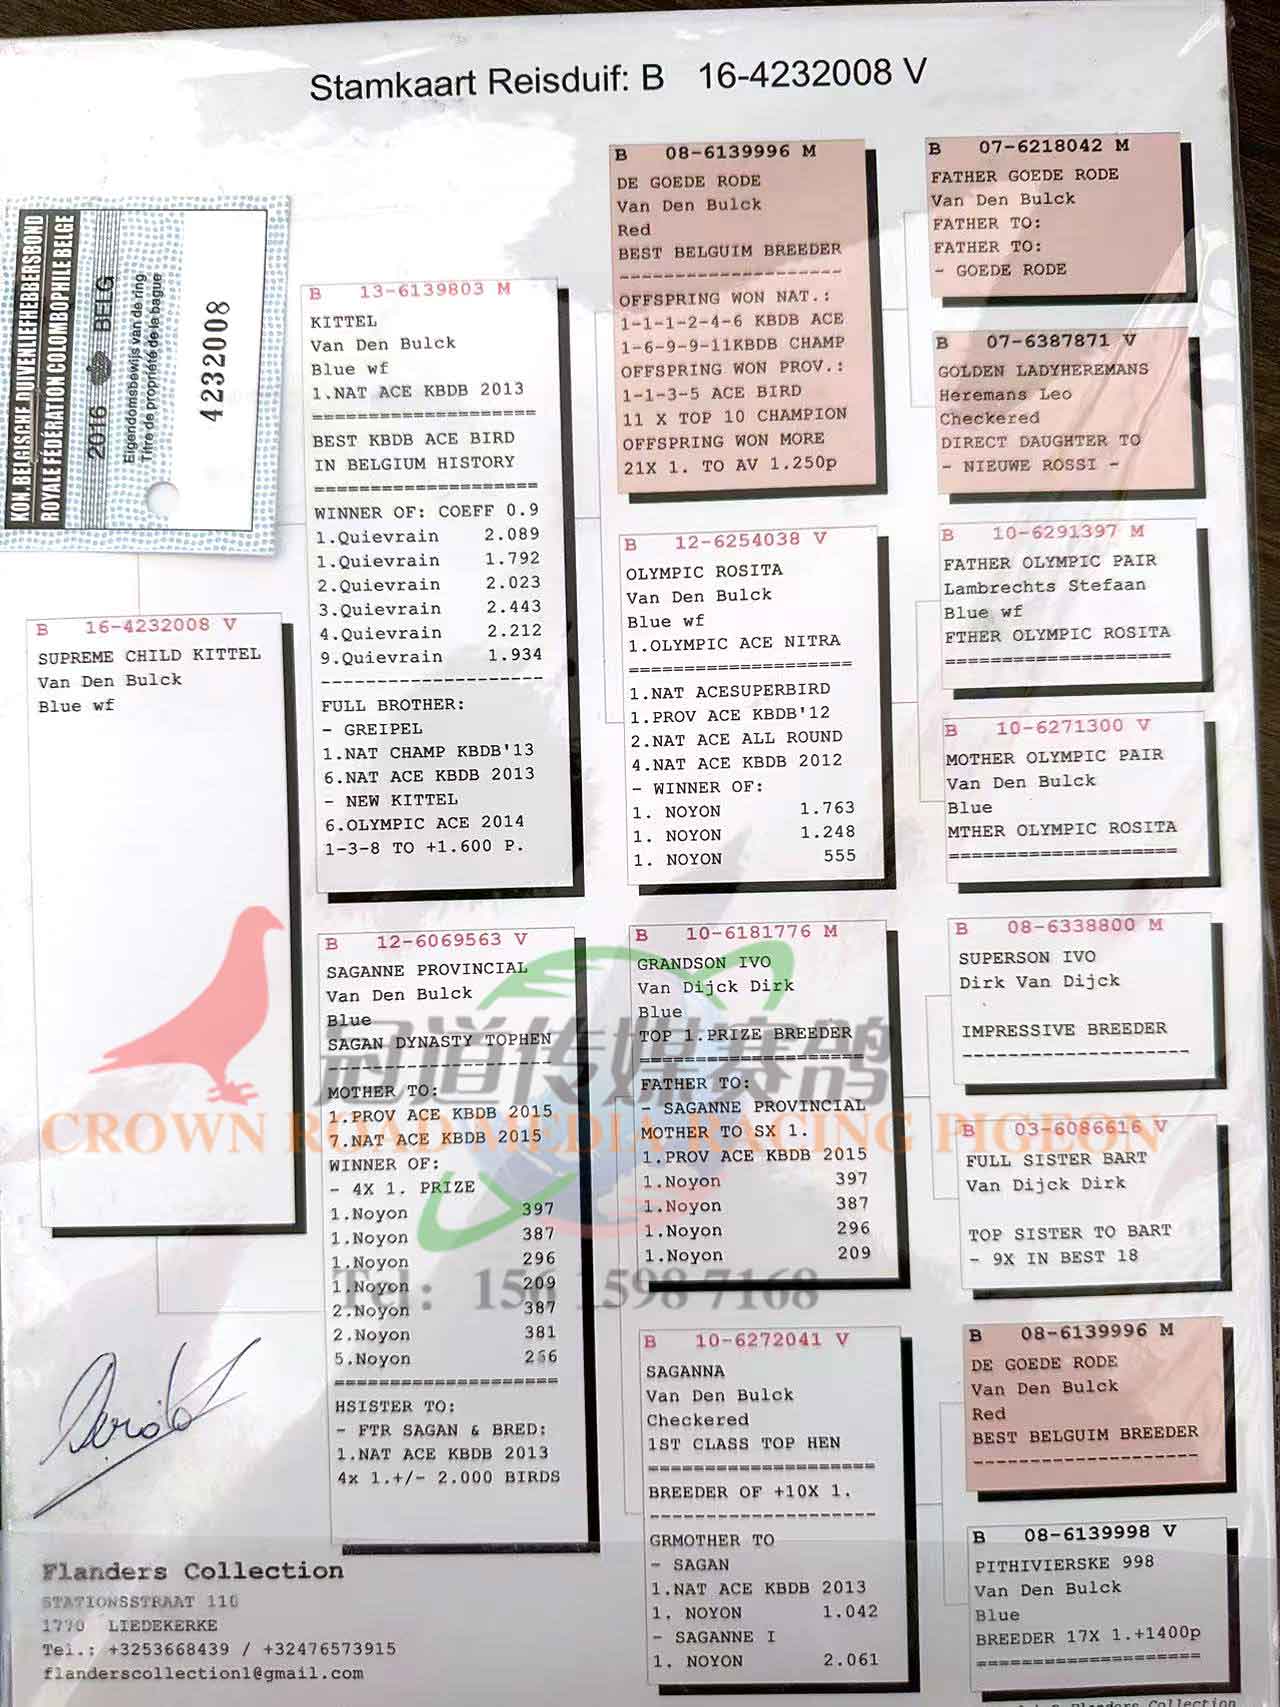 Stamkaart Reisduif: B 16-4232008 V
KON. BELGISCHE DUIVENLIEFHEBBERSBOND
ROYALE FEDERATION COLOMBOPHILE BELGE
2016 BELG
Eigendomsbewijs van de ring
Titre de propriété de la bague
4232008
B 16-4232008 V
SUPREME CHILD KITTEL
Van Den Bulck
Blue wf
B 13-6139803 M
KITTEL
Van Den Bulck
Blue wf
1.NAT ACE KBDB 2013
====================
BEST KBDB ACE BIRD
IN BELGIUM HISTORY
====================
WINNER OF: COEFF 0.9
1.Quievrain 2.089
1.Quievrain 1.792
2.Quievrain 2.023
3.Quievrain 2.443
4.Quievrain 2.212
9.Quievrain 1.934
--------------------
FULL BROTHER:
- GREIPEL
1.NAT CHAMP KBDB'13
6.NAT ACE KBDB 2013
- NEW KITTEL
6.OLYMPIC ACE 2014
1-3-8 TO +1.600 P.
B 12-6069563 V
SAGANNE PROVINCIAL
Van Den Bulck
Blue
SAGAN DYNASTY TOPHEN
--------------------
MOTHER TO:
1.PROV ACE KBDB 2015
7.NAT ACE KBDB 2015
WINNER OF:
- 4X 1. PRIZE
1.Noyon 397
1.Noyon 387
1.Noyon 296
1.Noyon 209
2.Noyon 387
2.Noyon 381
5.Noyon 266
====================
HSISTER TO:
- FTR SAGAN & BRED:
1.NAT ACE KBDB 2013
4x 1.+/- 2.000 BIRDS
B 08-6139996 M
DE GOEDE RODE
Van Den Bulck
Red
BEST BELGUIM BREEDER
--------------------
OFFSPRING WON NAT.:
1-1-1-2-4-6 KBDB ACE
1-6-9-9-11KBDB CHAMP
OFFSPRING WON PROV.:
1-1-3-5 ACE BIRD
11 X TOP 10 CHAMPION
OFFSPRING WON MORE
21X 1. TO AV 1.250p
B 12-6254038 V
OLYMPIC ROSITA
Van Den Bulck
Blue wf
1.OLYMPIC ACE NITRA
====================
1.NAT ACESUPERBIRD
1.PROV ACE KBDB'12
2.NAT ACE ALL ROUND
4.NAT ACE KBDB 2012
- WINNER OF:
1. NOYON 1.763
1. NOYON 1.248
1. NOYON 555
B 10-6181776 M
GRANDSON IVO
Van Dijck Dirk
Blue
TOP 1.PRIZE BREEDER
====================
FATHER TO:
- SAGANNE PROVINCIAL
MOTHER TO SX 1.
1.PROV ACE KBDB 2015
1.Noyon 397
1.Noyon 387
1.Noyon 296
1.Noyon 209
B 10-6272041 V
SAGANNA
Van Den Bulck
Checkered
1ST CLASS TOP HEN
====================
BREEDER OF +10X 1.
--------------------
GRMOTHER TO
- SAGAN
1.NAT ACE KBDB 2013
1. NOYON 1.042
- SAGANNE I
1. NOYON 2.061
B 07-6218042 M
FATHER GOEDE RODE
Van Den Bulck
FATHER TO:
FATHER TO:
- GOEDE RODE
B 07-6387871 V
GOLDEN LADYHEREMANS
Heremans Leo
Checkered
DIRECT DAUGHTER TO
- NIEUWE ROSSI -
B 10-6291397 M
FATHER OLYMPIC PAIR
Lambrechts Stefaan
Blue wf
FTHER OLYMPIC ROSITA
====================
B 10-6271300 V
MOTHER OLYMPIC PAIR
Van Den Bulck
Blue
MTHER OLYMPIC ROSITA
====================
B 08-6338800 M
SUPERSON IVO
Dirk Van Dijck
IMPRESSIVE BREEDER
--------------------
B 03-6086616 V
FULL SISTER BART
Van Dijck Dirk
TOP SISTER TO BART
- 9X IN BEST 18
B 08-6139996 M
DE GOEDE RODE
Van Den Bulck
Red
BEST BELGUIM BREEDER
--------------------
B 08-6139998 V
PITHIVIERSKE 998
Van Den Bulck
Blue
BREEDER 17X 1.+1400p
====================
冠道传媒赛鸽
CROWN ROAD MEDIA RACING PIGEON
Tel: 156 1598 7168
Flanders Collection
STATIONSSTRAAT 110
1770 LIEDEKERKE
Tel.: +3253668439 / +32476573915
flanderscollection1@gmail.com
Flanders Collection